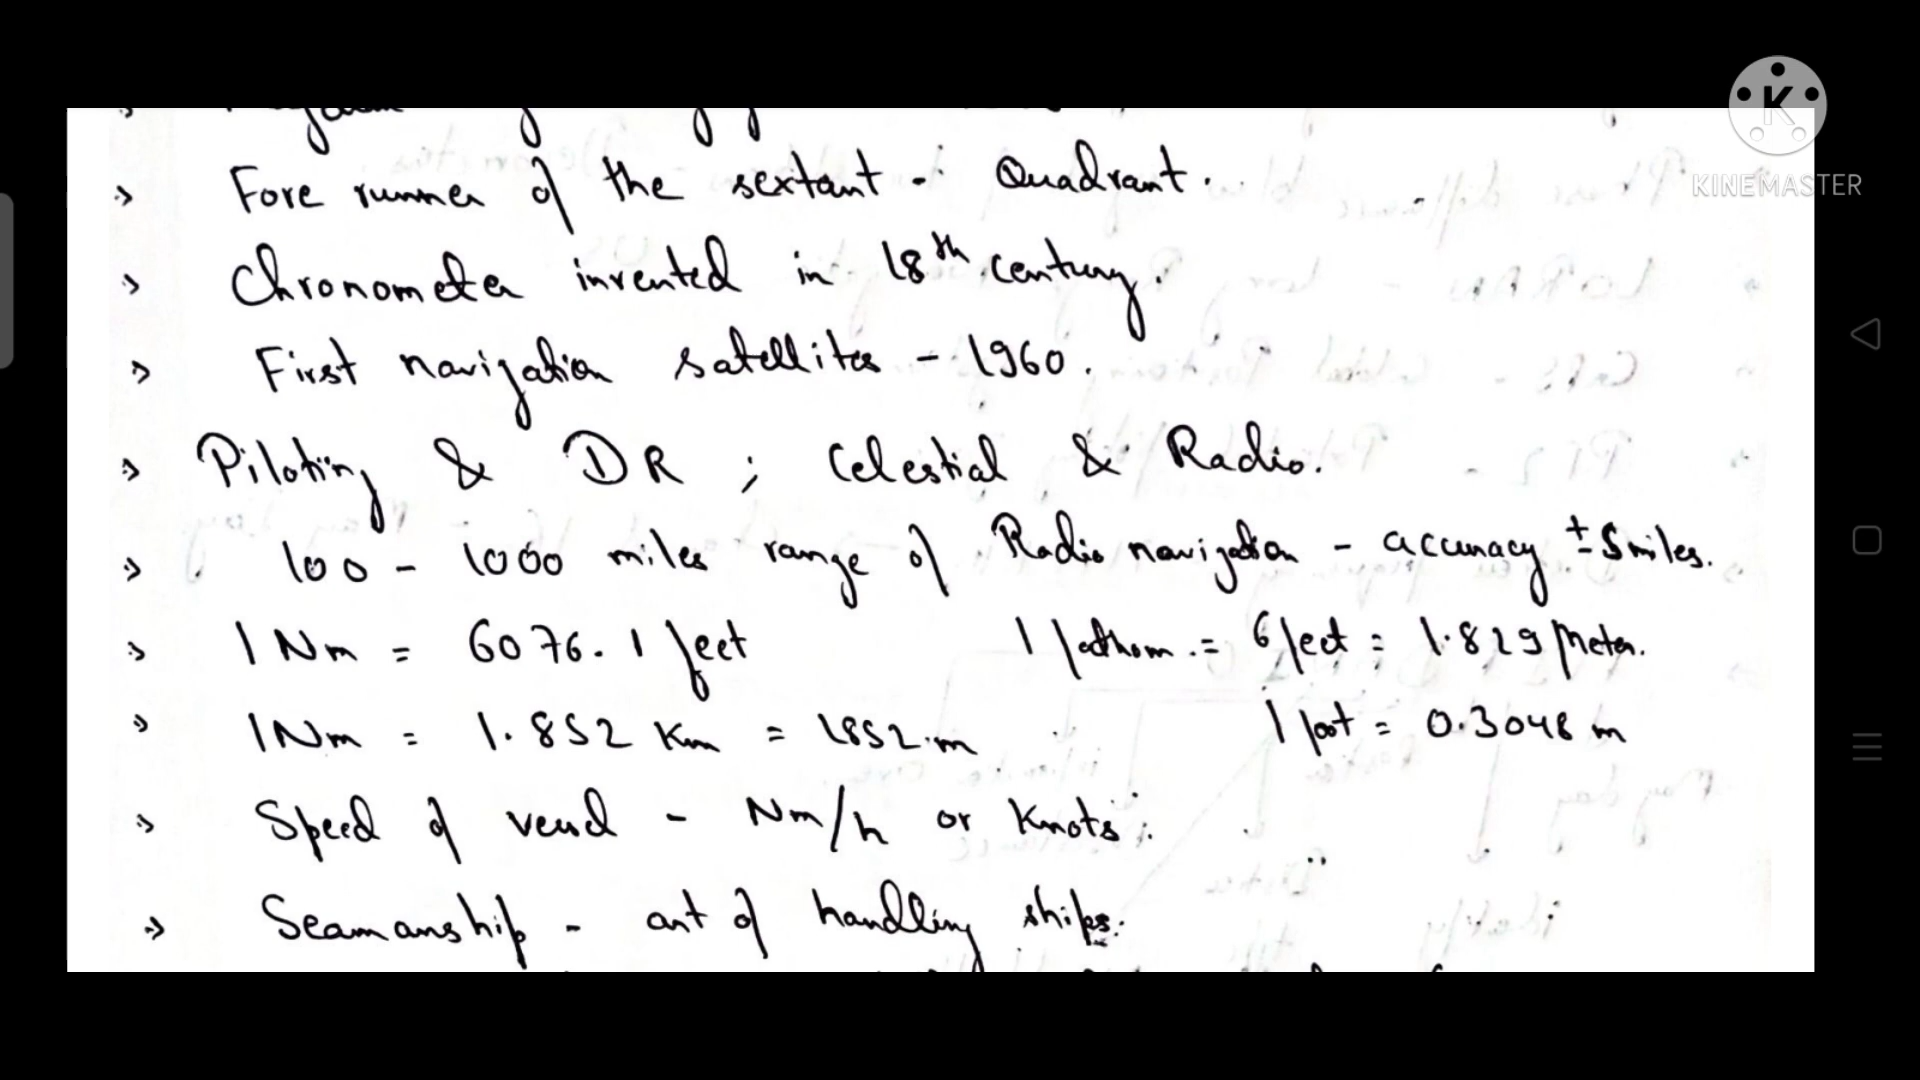 Fore runner of the sextant - Quadrant.
KINEMASTER
Chronometer invented in 18th century.
First navigation satellites - 1960.
Piloting & DR ; Celestial & Radio.
100 - 1000 miles range of Radio navigation - accuracy ± 5 miles.
1 Nm = 6076.1 feet 1 fathom = 6 feet = 1.829 Meter.
1 Nm = 1.852 Km = 1852 m 1 foot = 0.3048 m
Speed of vessel - Nm/h or Knots.
Seamanship - art of handling ships.